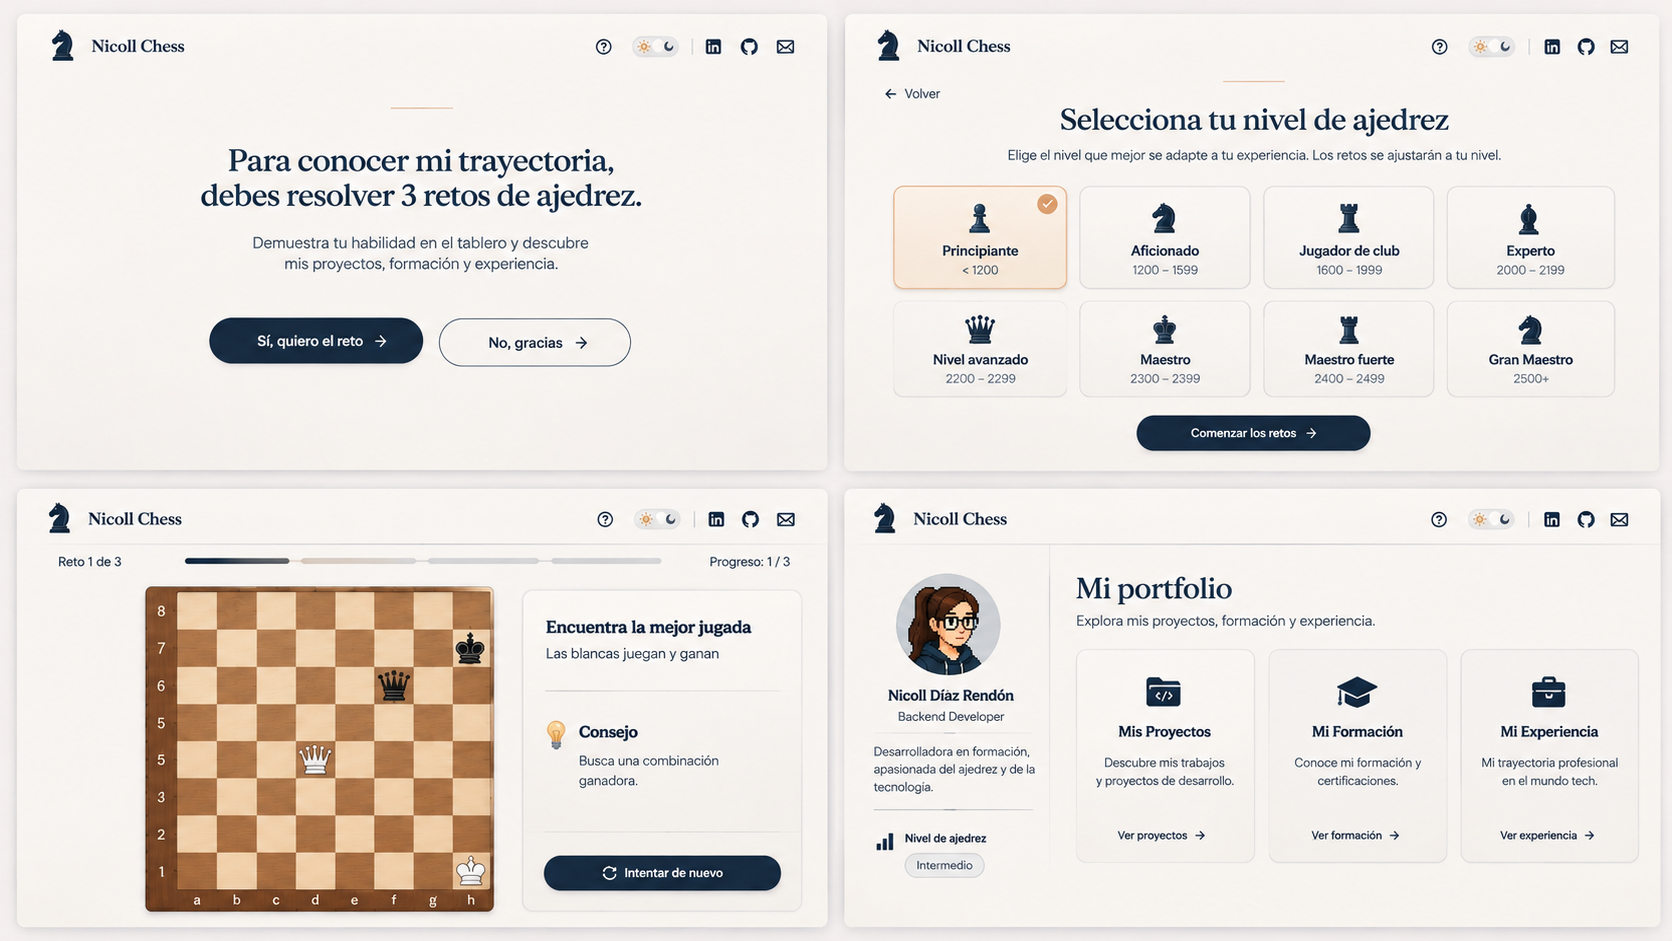 Nicoll Chess
Para conocer mi trayectoria,
debes resolver 3 retos de ajedrez.
Demuestra tu habilidad en el tablero y descubre
mis proyectos, formación y experiencia.
Sí, quiero el reto
No, gracias
Nicoll Chess
Volver
Selecciona tu nivel de ajedrez
Elige el nivel que mejor se adapte a tu experiencia. Los retos se ajustarán a tu nivel.
Principiante
< 1200
Aficionado
1200 – 1599
Jugador de club
1600 – 1999
Experto
2000 – 2199
Nivel avanzado
2200 – 2299
Maestro
2300 – 2399
Maestro fuerte
2400 – 2499
Gran Maestro
2500+
Comenzar los retos
Nicoll Chess
Reto 1 de 3
Progreso: 1 / 3
8
7
6
5
5
3
2
1
a b c d e f g h
Encuentra la mejor jugada
Las blancas juegan y ganan
Consejo
Busca una combinación
ganadora.
Intentar de nuevo
Nicoll Chess
Nicoll Díaz Rendón
Backend Developer
Desarrolladora en formación,
apasionada del ajedrez y de la
tecnología.
Nivel de ajedrez
Intermedio
Mi portfolio
Explora mis proyectos, formación y experiencia.
Mis Proyectos
Descubre mis trabajos
y proyectos de desarrollo.
Ver proyectos
Mi Formación
Conoce mi formación y
certificaciones.
Ver formación
Mi Experiencia
Mi trayectoria profesional
en el mundo tech.
Ver experiencia